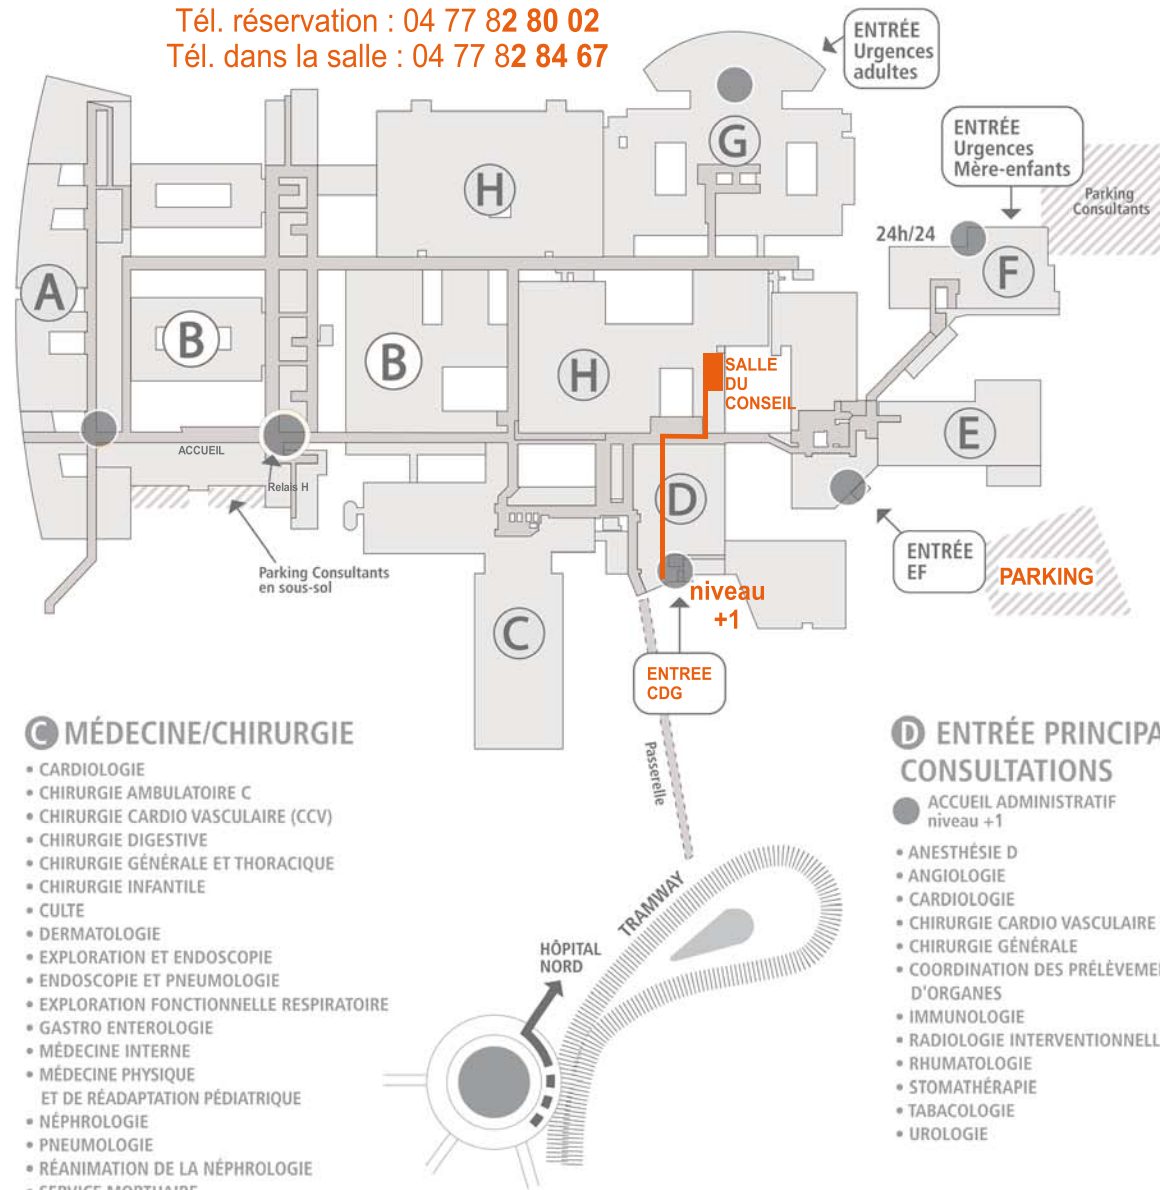 Tél. réservation : 04 77 82 80 02
Tél. dans la salle : 04 77 82 84 67
ENTRÉE
Urgences
adultes
ENTRÉE
Urgences
Mère-enfants
Parking
Consultants
24h/24
G
H
F
A
B
B
H
SALLE
DU
CONSEIL
E
ACCUEIL
Relais H
D
Parking Consultants
en sous-sol
ENTRÉE
EF
PARKING
niveau
+1
C
ENTREE
CDG
Passerelle
C MÉDECINE/CHIRURGIE
• CARDIOLOGIE
• CHIRURGIE AMBULATOIRE C
• CHIRURGIE CARDIO VASCULAIRE (CCV)
• CHIRURGIE DIGESTIVE
• CHIRURGIE GÉNÉRALE ET THORACIQUE
• CHIRURGIE INFANTILE
• CULTE
• DERMATOLOGIE
• EXPLORATION ET ENDOSCOPIE
• ENDOSCOPIE ET PNEUMOLOGIE
• EXPLORATION FONCTIONNELLE RESPIRATOIRE
• GASTRO ENTEROLOGIE
• MÉDECINE INTERNE
• MÉDECINE PHYSIQUE
ET DE RÉADAPTATION PÉDIATRIQUE
• NÉPHROLOGIE
• PNEUMOLOGIE
• RÉANIMATION DE LA NÉPHROLOGIE
• SERVICE MORTUAIRE
TRAMWAY
HÔPITAL
NORD
D ENTRÉE PRINCIPA
CONSULTATIONS
ACCUEIL ADMINISTRATIF
niveau +1
• ANESTHÉSIE D
• ANGIOLOGIE
• CARDIOLOGIE
• CHIRURGIE CARDIO VASCULAIRE
• CHIRURGIE GÉNÉRALE
• COORDINATION DES PRÉLÈVEME
D'ORGANES
• IMMUNOLOGIE
• RADIOLOGIE INTERVENTIONNELL
• RHUMATOLOGIE
• STOMATHÉRAPIE
• TABACOLOGIE
• UROLOGIE